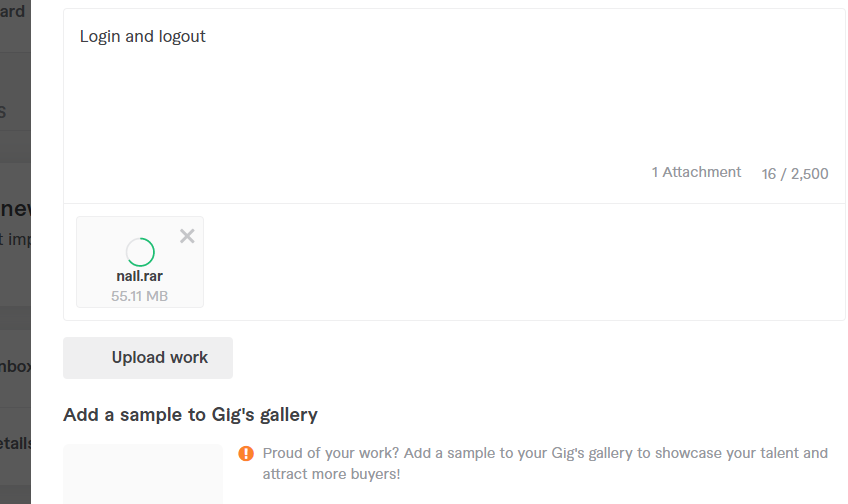 ard
Login and logout
S
1 Attachment 16 / 2,500
new
t imp
nail.rar
55.11 MB
Upload work
nbox
Add a sample to Gig's gallery
etails
Proud of your work? Add a sample to your Gig's gallery to showcase your talent and
attract more buyers!